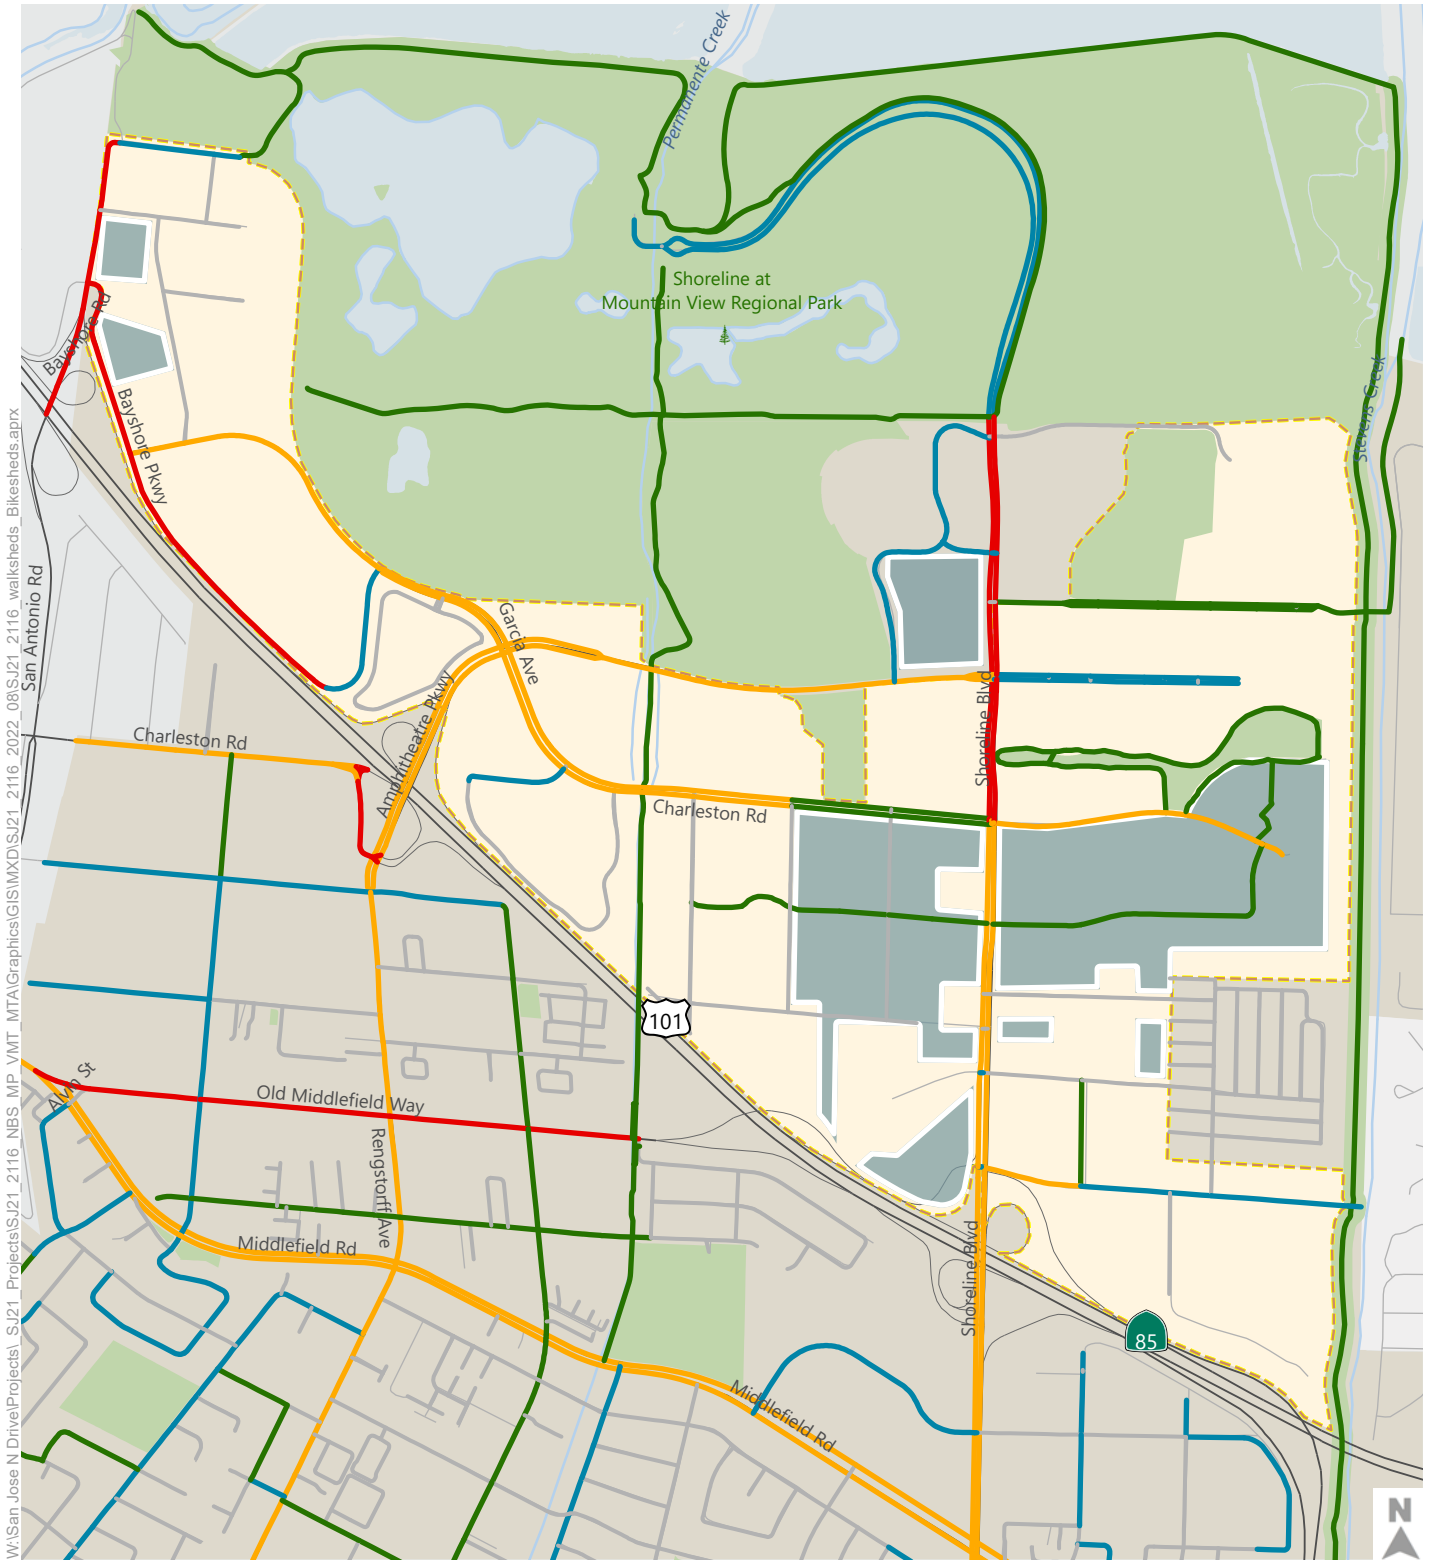 Permanente Creek
Shoreline at
Mountain View Regional Park
Bayshore Rd
Bayshore Pkwy
Stevens Creek
San Antonio Rd
Garcia Ave
Amphitheatre Pkwy
Shoreline Blvd
Charleston Rd
Charleston Rd
101
Alvin St
Old Middlefield Way
Rengstorff Ave
Middlefield Rd
Shoreline Blvd
85
Middlefield Rd
N
W:\San Jose N Drive\Projects\_SJ21_Projects\SJ21_2116_NBS_MP_VMT_MTA\Graphics\GIS\MXD\SJ21_2116_2022_08\SJ21_2116_walksheds_Bikesheds.aprx